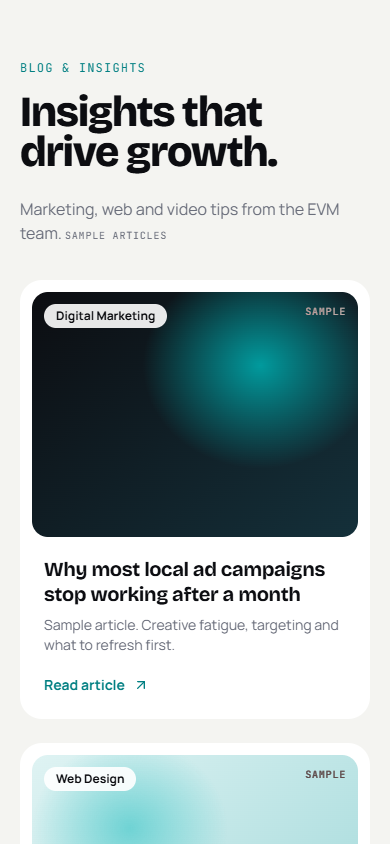 BLOG & INSIGHTS
Insights that
drive growth.
Marketing, web and video tips from the EVM
team. SAMPLE ARTICLES
Digital Marketing
SAMPLE
Why most local ad campaigns
stop working after a month
Sample article. Creative fatigue, targeting and
what to refresh first.
Read article
Web Design
SAMPLE